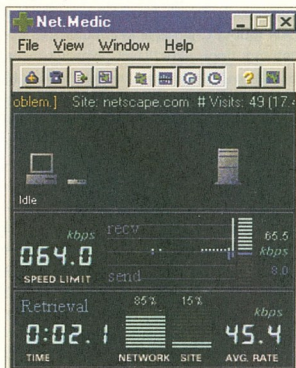 Net.Medic
File View Window Help
oblem.] Site: netscape.com # Visits: 49 (17.4
Idle
kbps
064.0
SPEED LIMIT
recv
send
65.5
kbps
8.0
Retrieval
0:02.1
TIME
85% 15%
NETWORK SITE
kbps
45.4
AVG. RATE